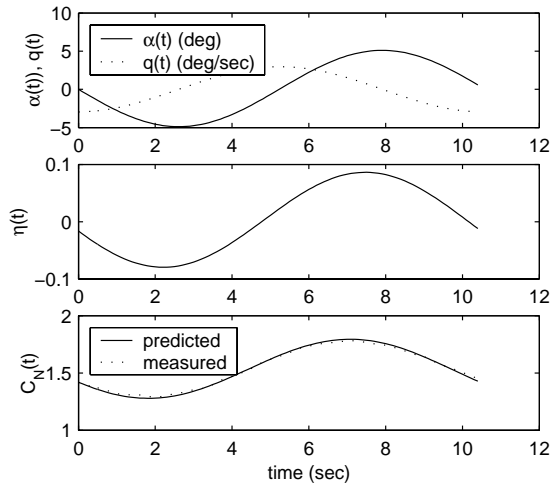 10
5
0
−5
α(t)), q(t)
α(t) (deg)
q(t) (deg/sec)
0 2 4 6 8 10 12
0.1
0
−0.1
η(t)
0 2 4 6 8 10 12
2
1.5
1
C_N(t)
predicted
measured
0 2 4 6 8 10 12
time (sec)